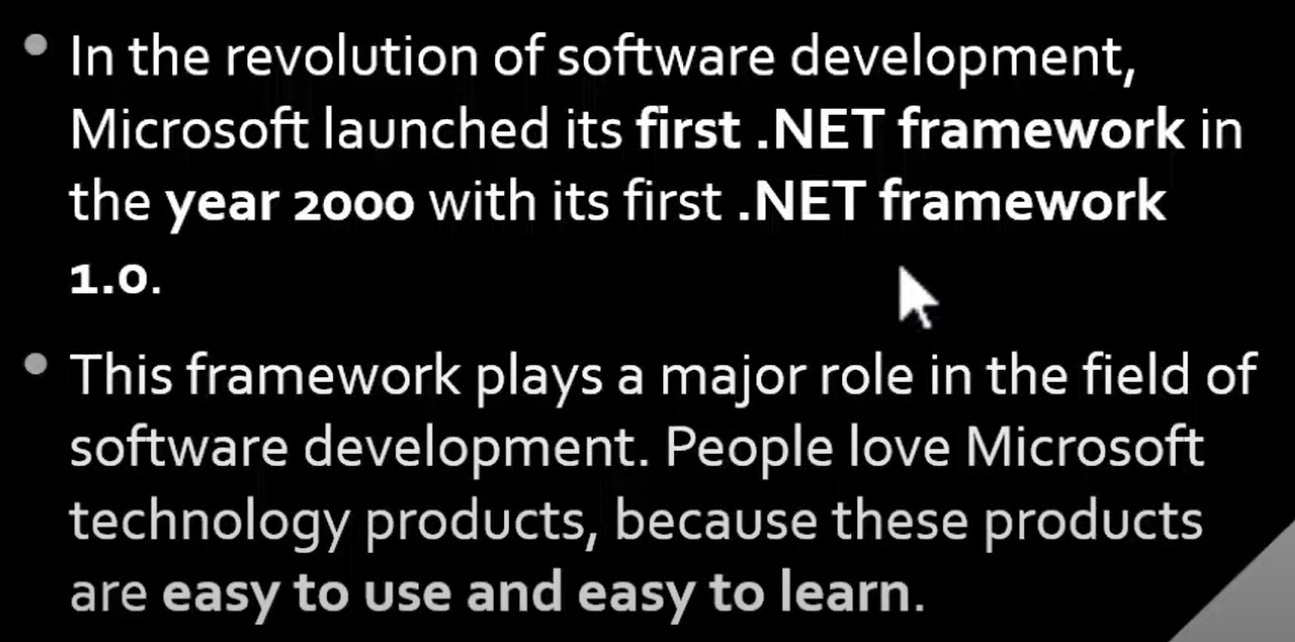 • In the revolution of software development,
Microsoft launched its first .NET framework in
the year 2000 with its first .NET framework
1.0.
• This framework plays a major role in the field of
software development. People love Microsoft
technology products, because these products
are easy to use and easy to learn.